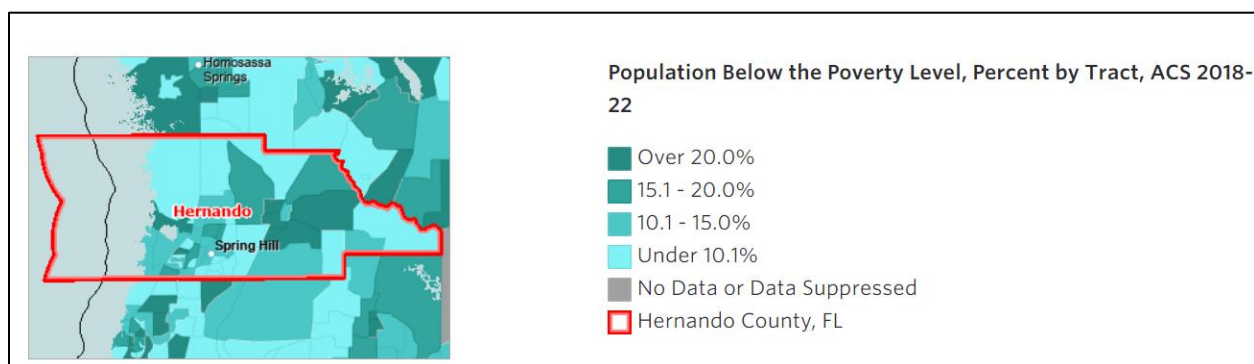 Homosassa
Springs
Hernando
Spring Hill
Population Below the Poverty Level, Percent by Tract, ACS 2018-
22
Over 20.0%
15.1 - 20.0%
10.1 - 15.0%
Under 10.1%
No Data or Data Suppressed
Hernando County, FL